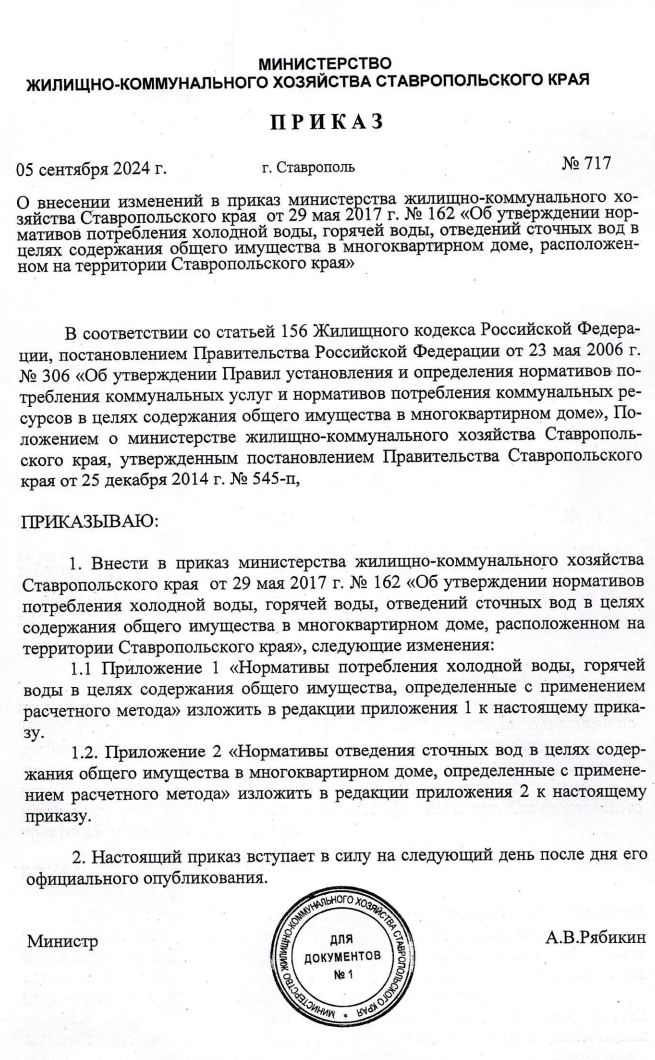 МИНИСТЕРСТВО
ЖИЛИЩНО-КОММУНАЛЬНОГО ХОЗЯЙСТВА СТАВРОПОЛЬСКОГО КРАЯ
ПРИКАЗ
05 сентября 2024 г. г. Ставрополь № 717
О внесении изменений в приказ министерства жилищно-коммунального хо-
зяйства Ставропольского края от 29 мая 2017 г. № 162 «Об утверждении нор-
мативов потребления холодной воды, горячей воды, отведений сточных вод в
целях содержания общего имущества в многоквартирном доме, расположен-
ном на территории Ставропольского края»
В соответствии со статьей 156 Жилищного кодекса Российской Федера-
ции, постановлением Правительства Российской Федерации от 23 мая 2006 г.
№ 306 «Об утверждении Правил установления и определения нормативов по-
требления коммунальных услуг и нормативов потребления коммунальных ре-
сурсов в целях содержания общего имущества в многоквартирном доме», По-
ложением о министерстве жилищно-коммунального хозяйства Ставрополь-
ского края, утвержденным постановлением Правительства Ставропольского
края от 25 декабря 2014 г. № 545-п,
ПРИКАЗЫВАЮ:
1. Внести в приказ министерства жилищно-коммунального хозяйства
Ставропольского края от 29 мая 2017 г. № 162 «Об утверждении нормативов
потребления холодной воды, горячей воды, отведений сточных вод в целях
содержания общего имущества в многоквартирном доме, расположенном на
территории Ставропольского края», следующие изменения:
1.1 Приложение 1 «Нормативы потребления холодной воды, горячей
воды в целях содержания общего имущества, определенные с применением
расчетного метода» изложить в редакции приложения 1 к настоящему прика-
зу.
1.2. Приложение 2 «Нормативы отведения сточных вод в целях содер-
жания общего имущества в многоквартирном доме, определенные с примене-
нием расчетного метода» изложить в редакции приложения 2 к настоящему
приказу.
2. Настоящий приказ вступает в силу на следующий день после дня его
официального опубликования.
Министр А.В.Рябикин
МИНИСТЕРСТВО ЖИЛИЩНО-КОММУНАЛЬНОГО ХОЗЯЙСТВА СТАВРОПОЛЬСКОГО КРАЯ *
ДЛЯ
ДОКУМЕНТОВ
№ 1